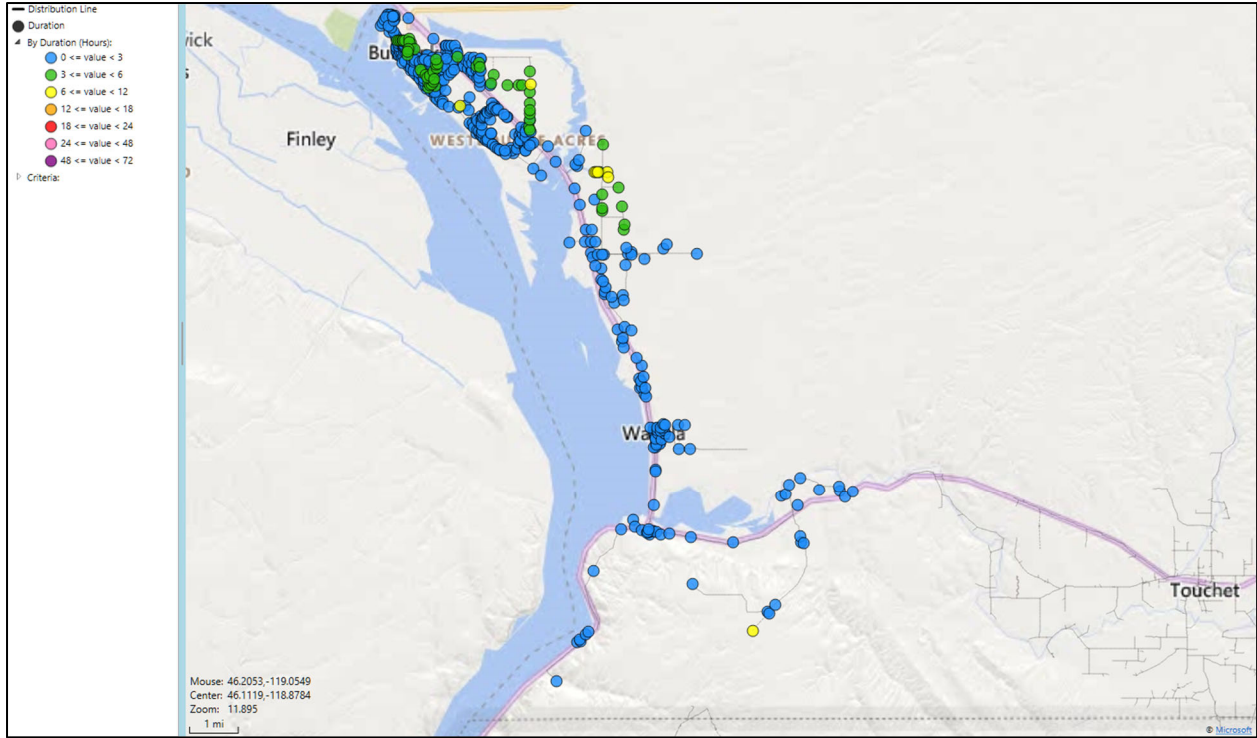 Distribution Line
Duration
By Duration (Hours):
0 <= value < 3
3 <= value < 6
6 <= value < 12
12 <= value < 18
18 <= value < 24
24 <= value < 48
48 <= value < 72
Criteria:
Finley
Touchet
Mouse: 46.2053,-119.0549
Center: 46.1119,-118.8784
Zoom: 11.895
1 mi
© Microsoft